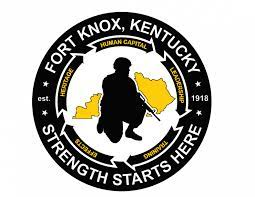 FORT KNOX, KENTUCKY
HUMAN CAPITAL
LEADERSHIP
TRAINING
EFFECTS
HERITAGE
est. 1918
STRENGTH STARTS HERE